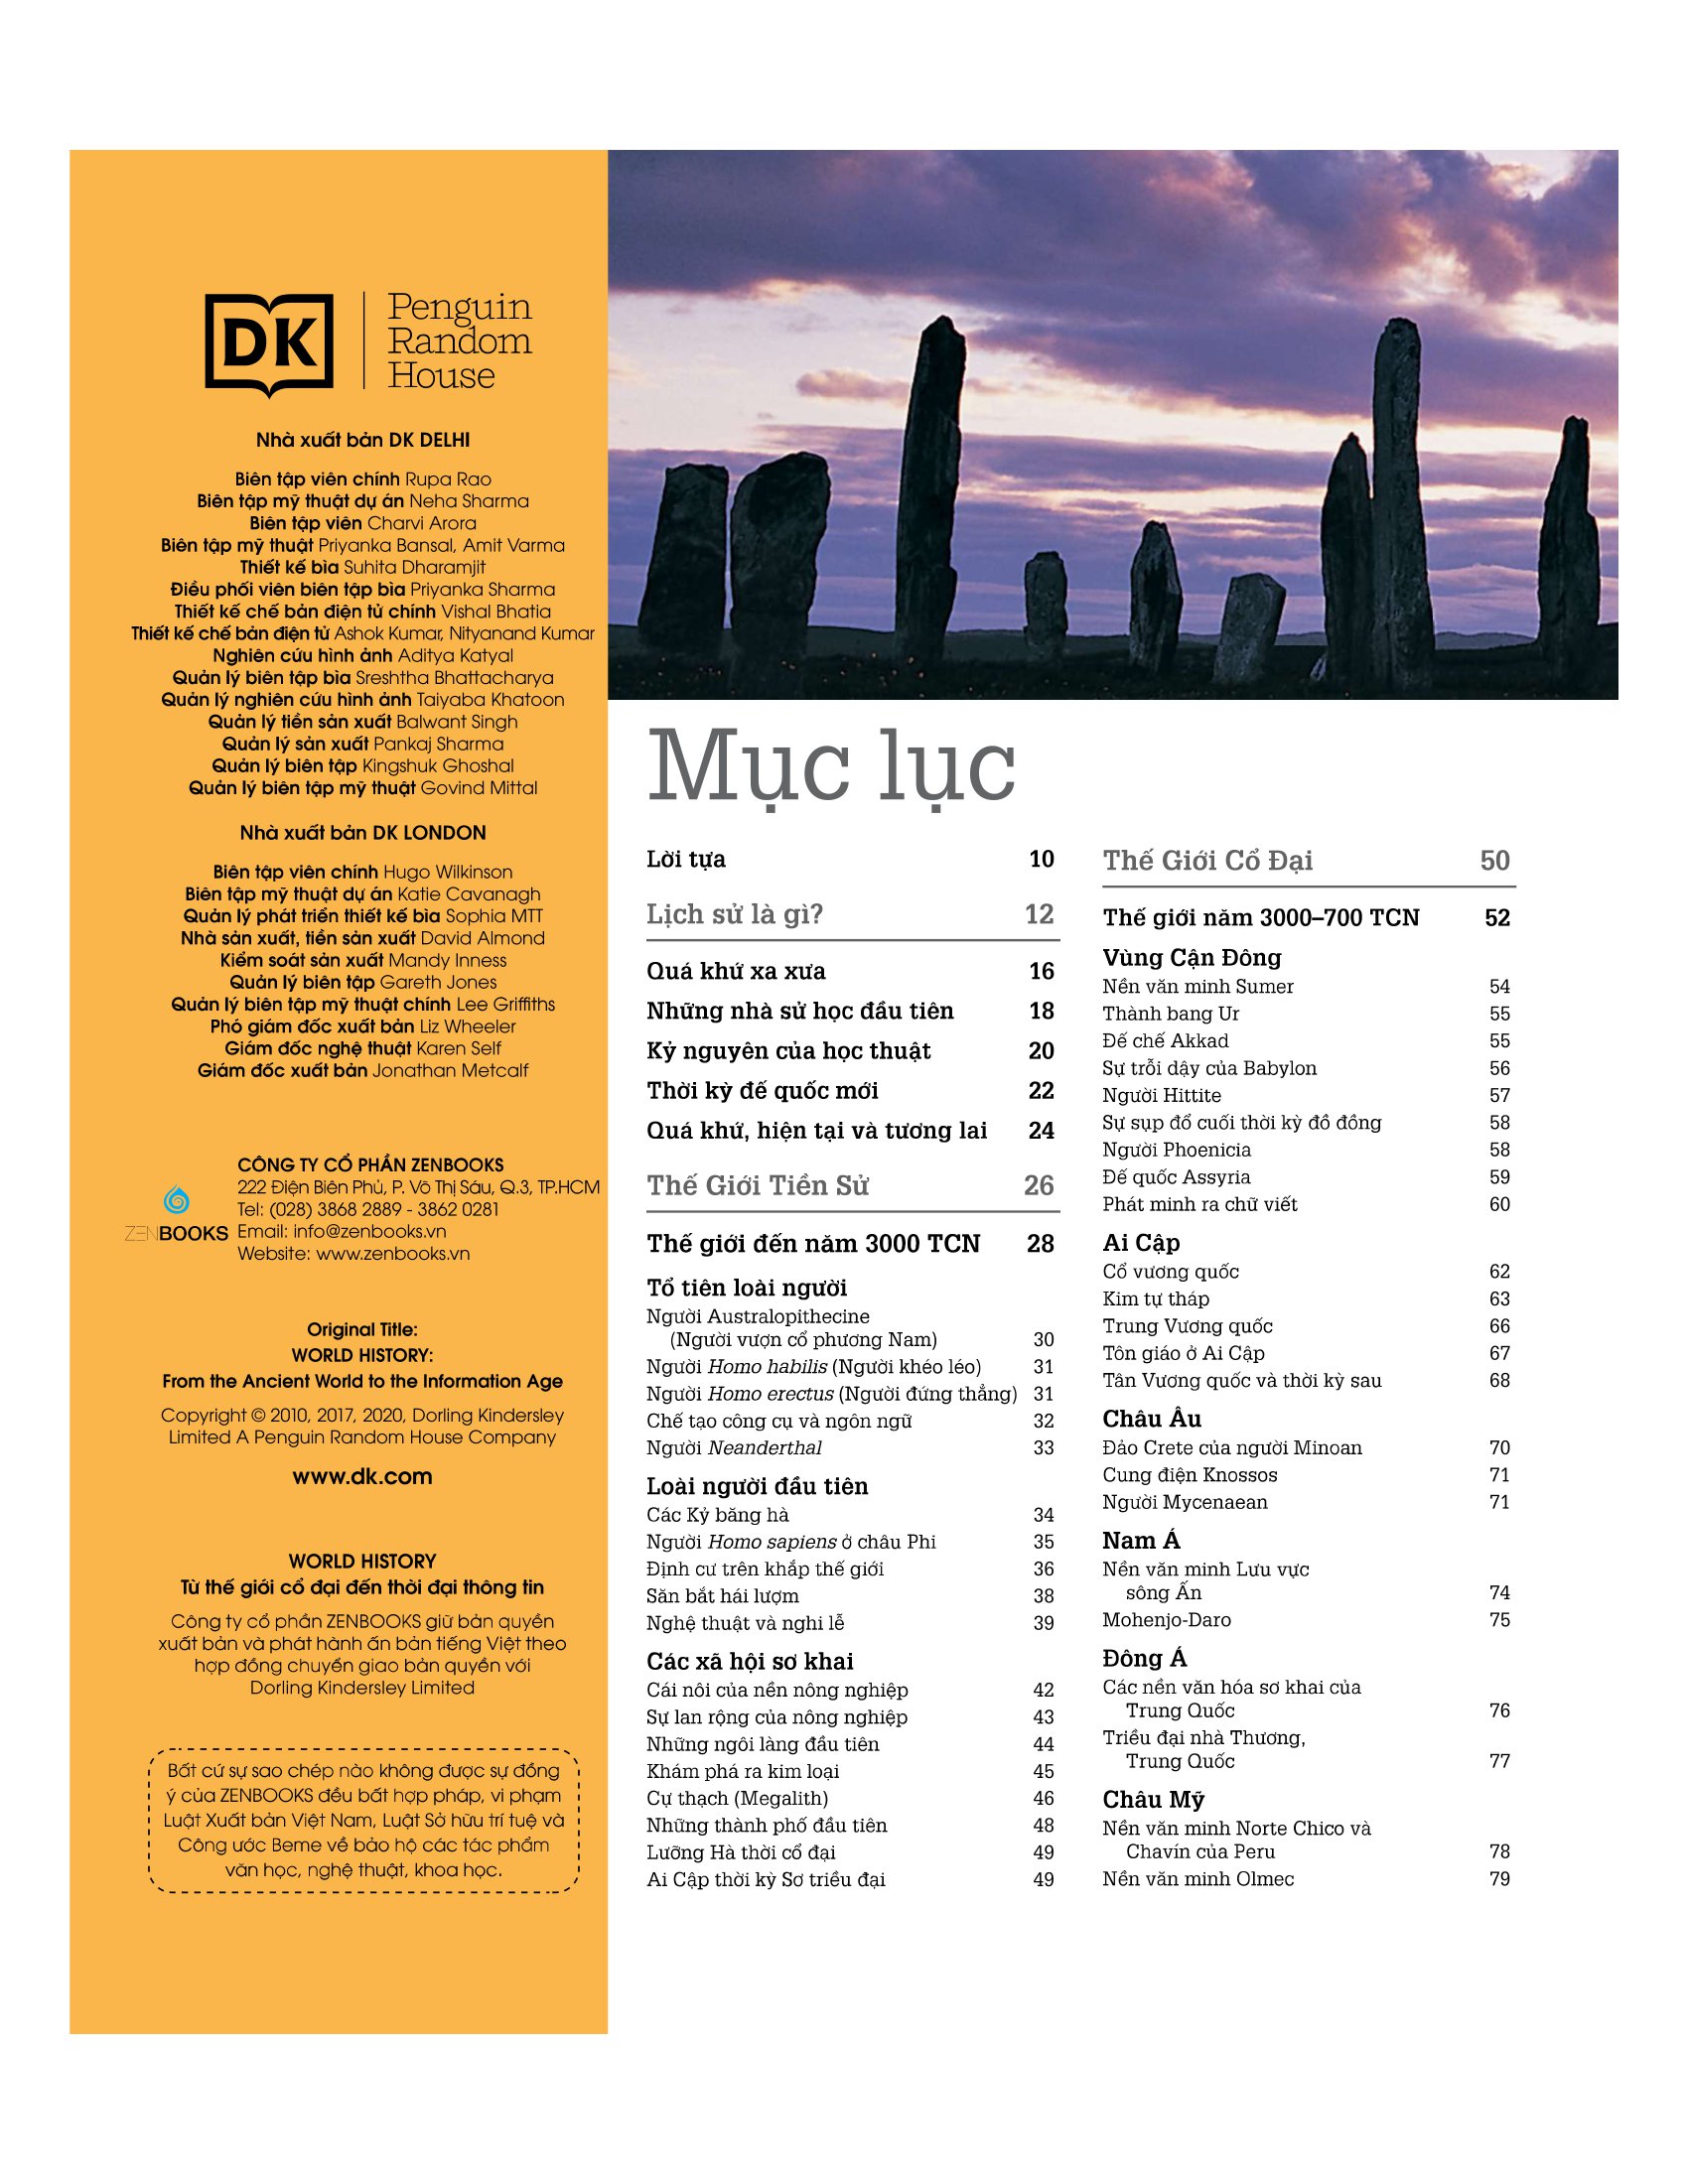 DK
Penguin
Random
House
Nhà xuất bản DK DELHI
Biên tập viên chính Rupa Rao
Biên tập mỹ thuật dự án Neha Sharma
Biên tập viên Charvi Arora
Biên tập mỹ thuật Priyanka Bansal, Amit Varma
Thiết kế bìa Suhita Dharamjit
Điều phối viên biên tập bìa Priyanka Sharma
Thiết kế chế bản điện tử chính Vishal Bhatia
Thiết kế chế bản điện tử Ashok Kumar, Nityanand Kumar
Nghiên cứu hình ảnh Aditya Katyal
Quản lý biên tập bìa Sreshtha Bhattacharya
Quản lý nghiên cứu hình ảnh Taiyaba Khatoon
Quản lý tiền sản xuất Balwant Singh
Quản lý sản xuất Pankaj Sharma
Quản lý biên tập Kingshuk Ghoshal
Quản lý biên tập mỹ thuật Govind Mittal
Nhà xuất bản DK LONDON
Biên tập viên chính Hugo Wilkinson
Biên tập mỹ thuật dự án Katie Cavanagh
Quản lý phát triển thiết kế bìa Sophia MTT
Nhà sản xuất, tiền sản xuất David Almond
Kiểm soát sản xuất Mandy Inness
Quản lý biên tập Gareth Jones
Quản lý biên tập mỹ thuật chính Lee Griffiths
Phó giám đốc xuất bản Liz Wheeler
Giám đốc nghệ thuật Karen Self
Giám đốc xuất bản Jonathan Metcalf
ZENBOOKS
CÔNG TY CỔ PHẦN ZENBOOKS
222 Điện Biên Phủ, P. Võ Thị Sáu, Q.3, TP.HCM
Tel: (028) 3868 2889 - 3862 0281
Email: info@zenbooks.vn
Website: www.zenbooks.vn
Original Title:
WORLD HISTORY:
From the Ancient World to the Information Age
Copyright © 2010, 2017, 2020, Dorling Kindersley
Limited A Penguin Random House Company
www.dk.com
WORLD HISTORY
Từ thế giới cổ đại đến thời đại thông tin
Công ty cổ phần ZENBOOKS giữ bản quyền
xuất bản và phát hành ấn bản tiếng Việt theo
hợp đồng chuyển giao bản quyền với
Dorling Kindersley Limited
Bất cứ sự sao chép nào không được sự đồng
ý của ZENBOOKS đều bất hợp pháp, vi phạm
Luật Xuất bản Việt Nam, Luật Sở hữu trí tuệ và
Công ước Beme về bảo hộ các tác phẩm
văn học, nghệ thuật, khoa học.
Mục lục
Lời tựa 10
Lịch sử là gì? 12
Quá khứ xa xưa 16
Những nhà sử học đầu tiên 18
Kỷ nguyên của học thuật 20
Thời kỳ đế quốc mới 22
Quá khứ, hiện tại và tương lai 24
Thế Giới Tiền Sử 26
Thế giới đến năm 3000 TCN 28
Tổ tiên loài người
Người Australopithecine
(Người vượn cổ phương Nam) 30
Người Homo habilis (Người khéo léo) 31
Người Homo erectus (Người đứng thẳng) 31
Chế tạo công cụ và ngôn ngữ 32
Người Neanderthal 33
Loài người đầu tiên
Các Kỷ băng hà 34
Người Homo sapiens ở châu Phi 35
Định cư trên khắp thế giới 36
Săn bắt hái lượm 38
Nghệ thuật và nghi lễ 39
Các xã hội sơ khai
Cái nôi của nền nông nghiệp 42
Sự lan rộng của nông nghiệp 43
Những ngôi làng đầu tiên 44
Khám phá ra kim loại 45
Cự thạch (Megalith) 46
Những thành phố đầu tiên 48
Lưỡng Hà thời cổ đại 49
Ai Cập thời kỳ Sơ triều đại 49
Thế Giới Cổ Đại 50
Thế giới năm 3000–700 TCN 52
Vùng Cận Đông
Nền văn minh Sumer 54
Thành bang Ur 55
Đế chế Akkad 55
Sự trỗi dậy của Babylon 56
Người Hittite 57
Sự sụp đổ cuối thời kỳ đồ đồng 58
Người Phoenicia 58
Đế quốc Assyria 59
Phát minh ra chữ viết 60
Ai Cập
Cổ vương quốc 62
Kim tự tháp 63
Trung Vương quốc 66
Tôn giáo ở Ai Cập 67
Tân Vương quốc và thời kỳ sau 68
Châu Âu
Đảo Crete của người Minoan 70
Cung điện Knossos 71
Người Mycenaean 71
Nam Á
Nền văn minh Lưu vực
sông Ấn 74
Mohenjo-Daro 75
Đông Á
Các nền văn hóa sơ khai của
Trung Quốc 76
Triều đại nhà Thương,
Trung Quốc 77
Châu Mỹ
Nền văn minh Norte Chico và
Chavín của Peru 78
Nền văn minh Olmec 79